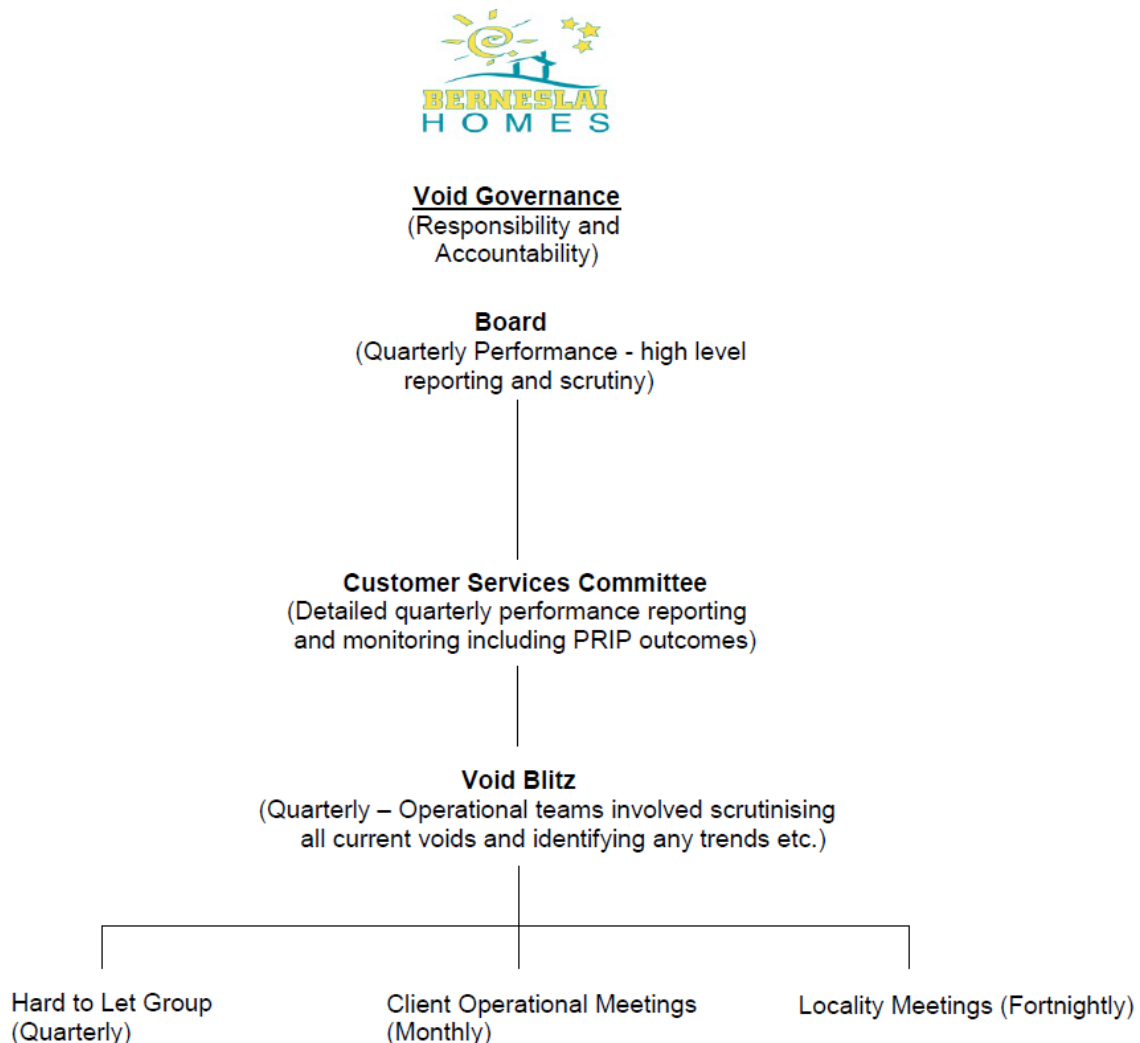 BERNESLAI
HOMES
Void Governance
(Responsibility and
Accountability)
Board
(Quarterly Performance - high level
reporting and scrutiny)
Customer Services Committee
(Detailed quarterly performance reporting
and monitoring including PRIP outcomes)
Void Blitz
(Quarterly – Operational teams involved scrutinising
all current voids and identifying any trends etc.)
Hard to Let Group
(Quarterly)
Client Operational Meetings
(Monthly)
Locality Meetings (Fortnightly)